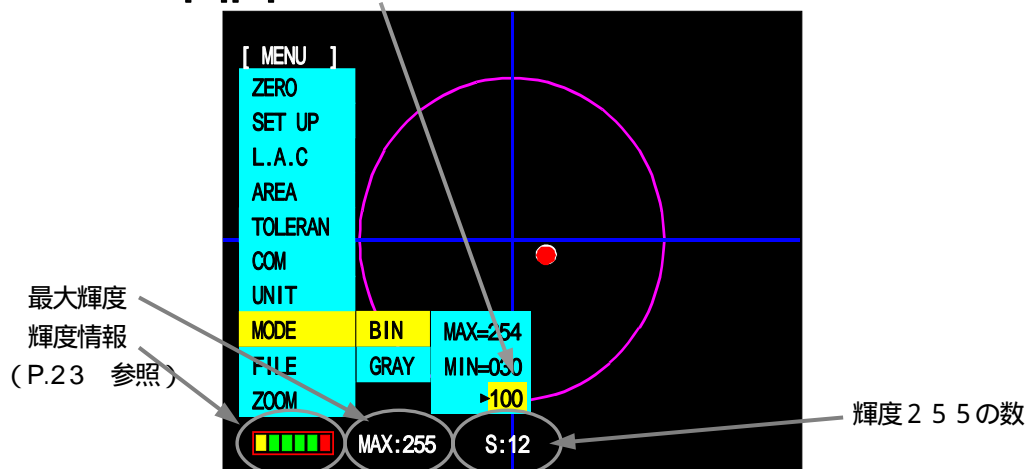 [ MENU ]
ZERO
SET UP
L.A.C
AREA
TOLERAN
COM
UNIT
MODE BIN MAX=254
FILE GRAY MIN=030
ZOOM ►100
MAX:255 S:12
最大輝度
輝度情報
(P.23 参照)
輝度255の数